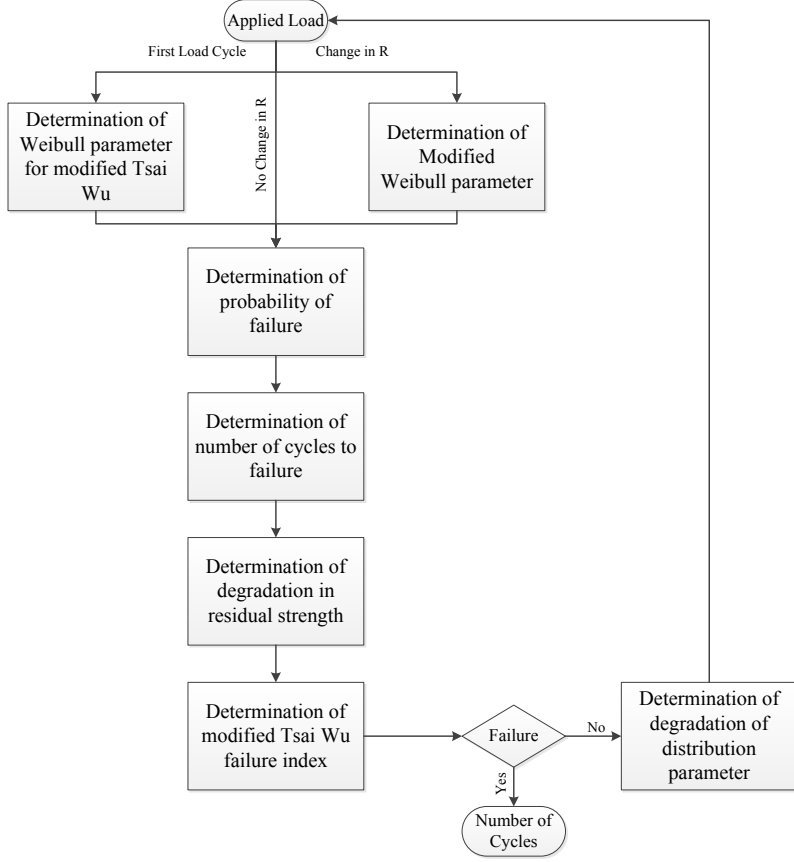 Applied Load
First Load Cycle
Change in R
No Change in R
Determination of
Weibull parameter
for modified Tsai
Wu
Determination of
Modified
Weibull parameter
Determination of
probability of
failure
Determination of
number of cycles to
failure
Determination of
degradation in
residual strength
Determination of
modified Tsai Wu
failure index
Failure
No
Yes
Determination of
degradation of
distribution
parameter
Number of
Cycles